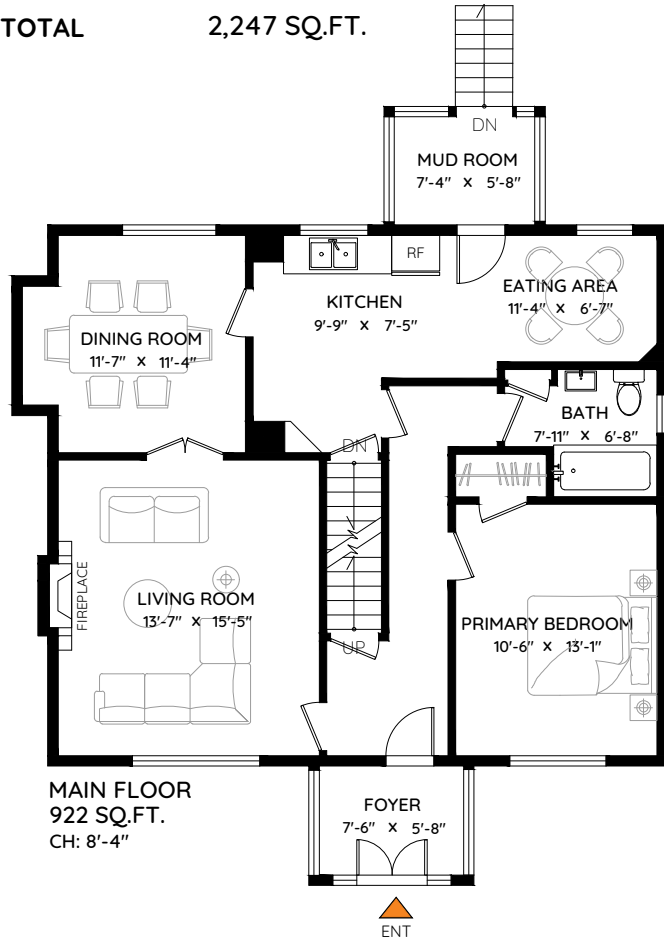 TOTAL 2,247 SQ.FT.
DN
MUD ROOM
7'-4" x 5'-8"
RF
KITCHEN
9'-9" x 7'-5"
EATING AREA
11'-4" x 6'-7"
DINING ROOM
11'-7" x 11'-4"
BATH
7'-11" x 6'-8"
DN
FIREPLACE
LIVING ROOM
13'-7" x 15'-5"
UP
PRIMARY BEDROOM
10'-6" x 13'-1"
MAIN FLOOR
922 SQ.FT.
CH: 8'-4"
FOYER
7'-6" x 5'-8"
ENT